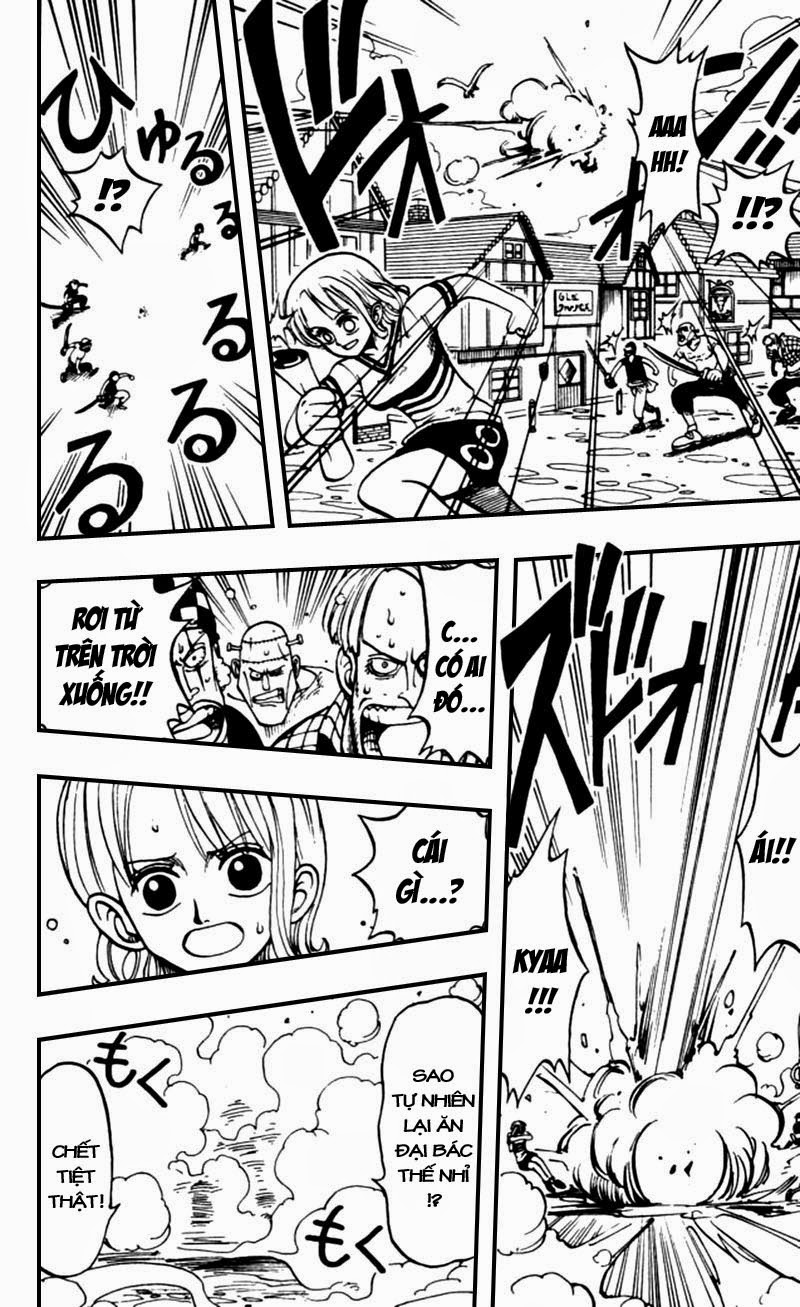 ドォ
ォ
ン!!
AAA
HH!
!!?
ひゅるるるるる
!?
ズドォ
ÁI!!
KYAA
!!!
C...
CÓ AI
ĐÓ...
RƠI TỪ
TRÊN TRỜI
XUỐNG!!
CÁI
GÌ...?
SAO
TỰ NHIÊN
LẠI ĂN
ĐẠI BÁC
THẾ NHỈ
!?
もく
もく
CHẾT
TIỆT
THẬT!